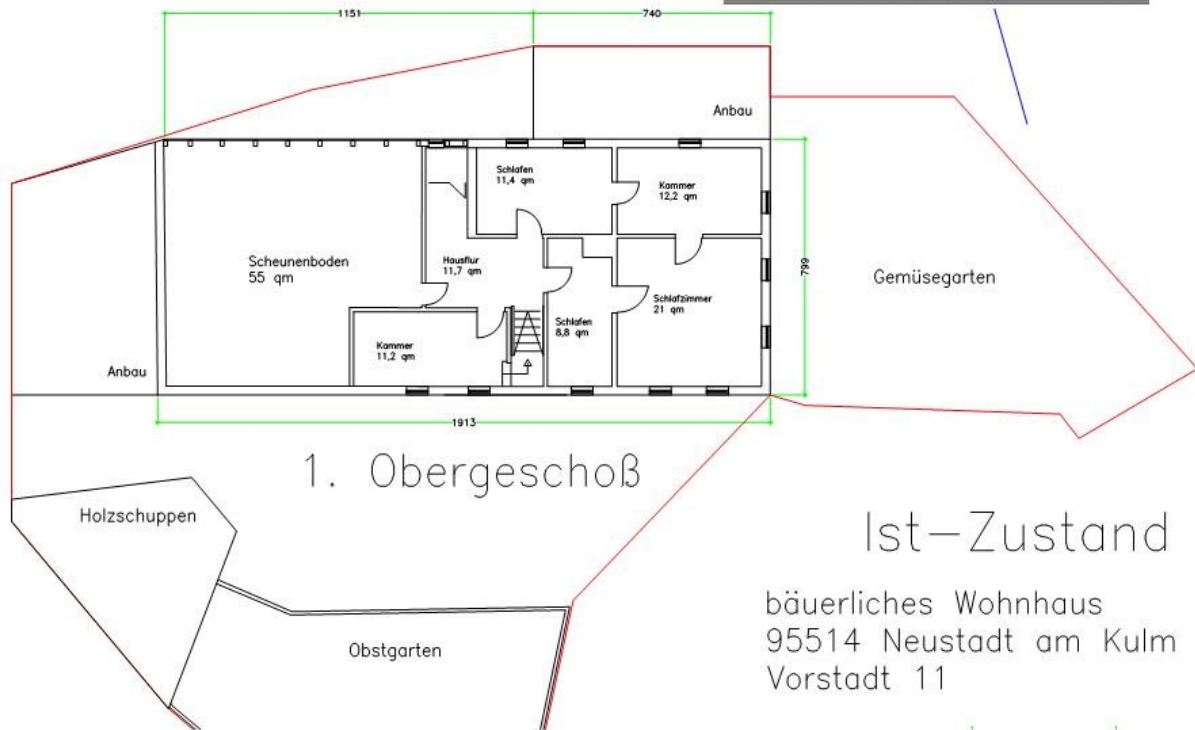 1151
740
Anbau
Schlafen
11,4 qm
Kammer
12,2 qm
Scheunenboden
55 qm
Hausflur
11,7 qm
799
Gemüsegarten
Schlafzimmer
21 qm
Schlafen
8,8 qm
Kammer
11,2 qm
Anbau
1913
1. Obergeschoß
Holzschuppen
Ist-Zustand
bäuerliches Wohnhaus
95514 Neustadt am Kulm
Vorstadt 11
Obstgarten